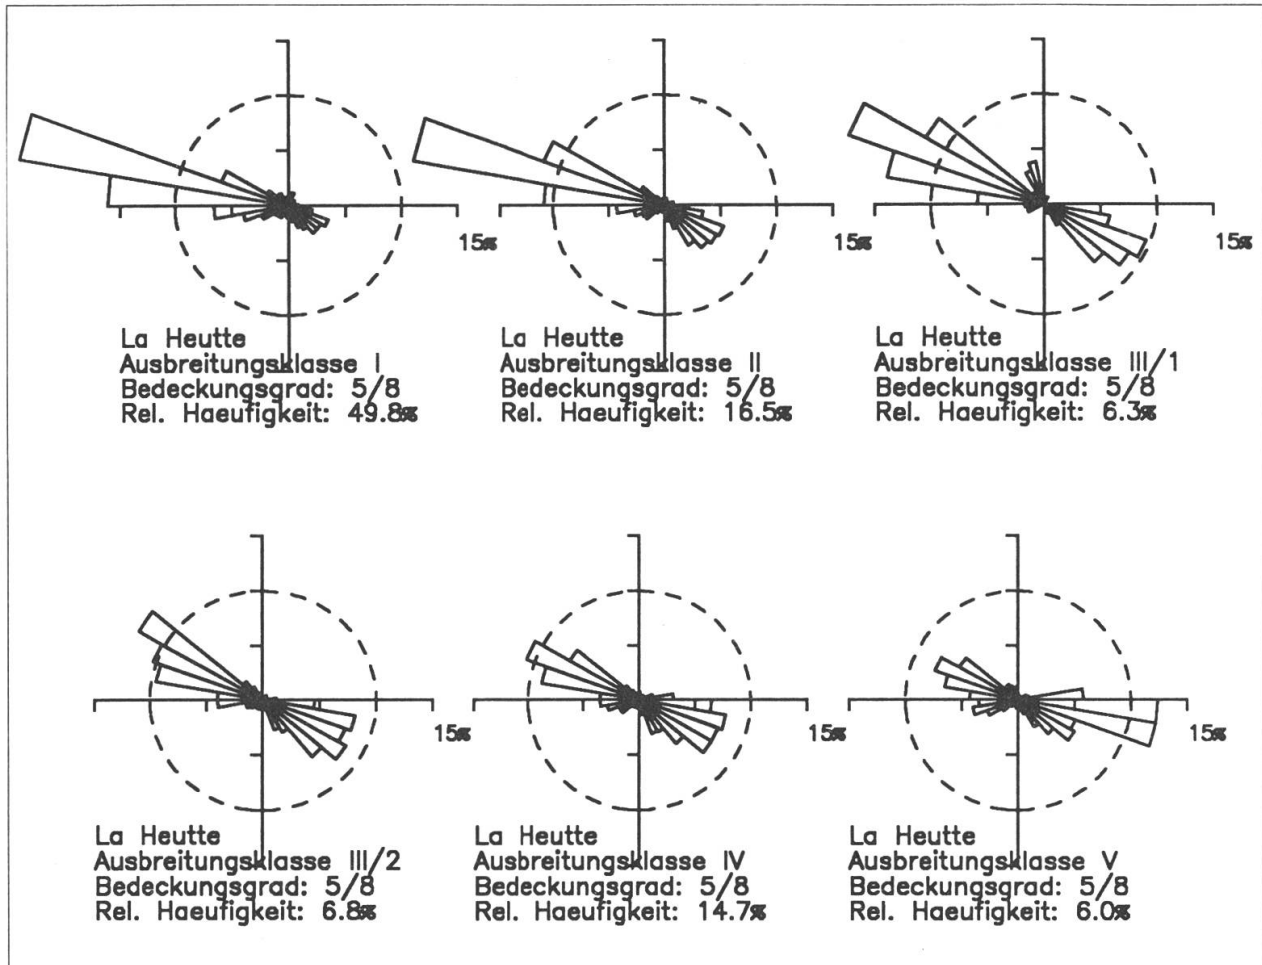 15%
La Heutte
Ausbreitungsklasse I
Bedeckungsgrad: 5/8
Rel. Haeufigkeit: 49.8%
15%
La Heutte
Ausbreitungsklasse II
Bedeckungsgrad: 5/8
Rel. Haeufigkeit: 16.5%
15%
La Heutte
Ausbreitungsklasse III/1
Bedeckungsgrad: 5/8
Rel. Haeufigkeit: 6.3%
15%
La Heutte
Ausbreitungsklasse III/2
Bedeckungsgrad: 5/8
Rel. Haeufigkeit: 6.8%
15%
La Heutte
Ausbreitungsklasse IV
Bedeckungsgrad: 5/8
Rel. Haeufigkeit: 14.7%
15%
La Heutte
Ausbreitungsklasse V
Bedeckungsgrad: 5/8
Rel. Haeufigkeit: 6.0%